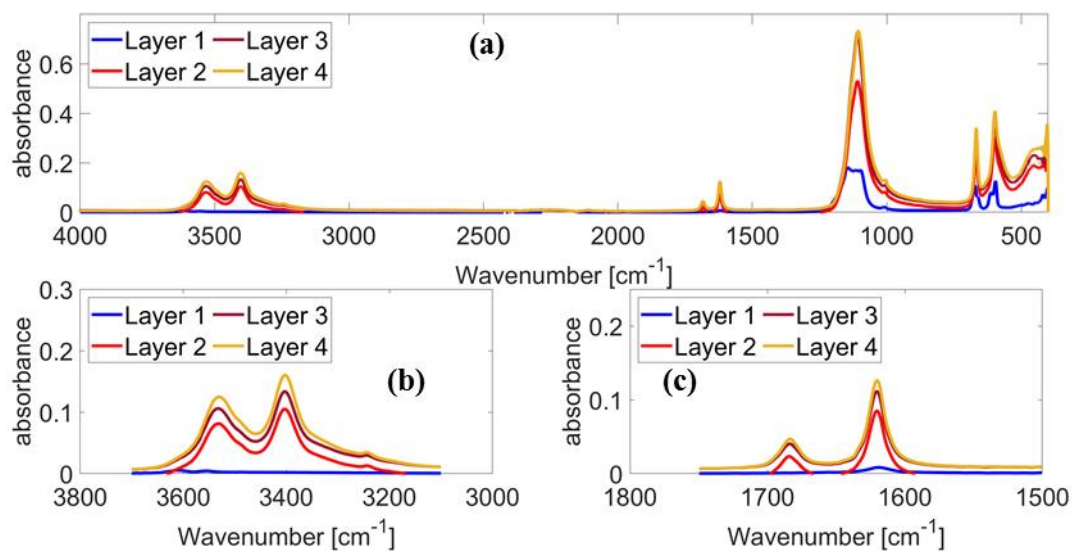 (a)
Layer 1 Layer 3
Layer 2 Layer 4
absorbance
0.6
0.4
0.2
0
4000 3500 3000 2500 2000 1500 1000 500
Wavenumber [cm⁻¹]
(b)
Layer 1 Layer 3
Layer 2 Layer 4
absorbance
0.3
0.2
0.1
0
3800 3600 3400 3200 3000
Wavenumber [cm⁻¹]
(c)
Layer 1 Layer 3
Layer 2 Layer 4
absorbance
0.2
0.1
0
1800 1700 1600 1500
Wavenumber [cm⁻¹]